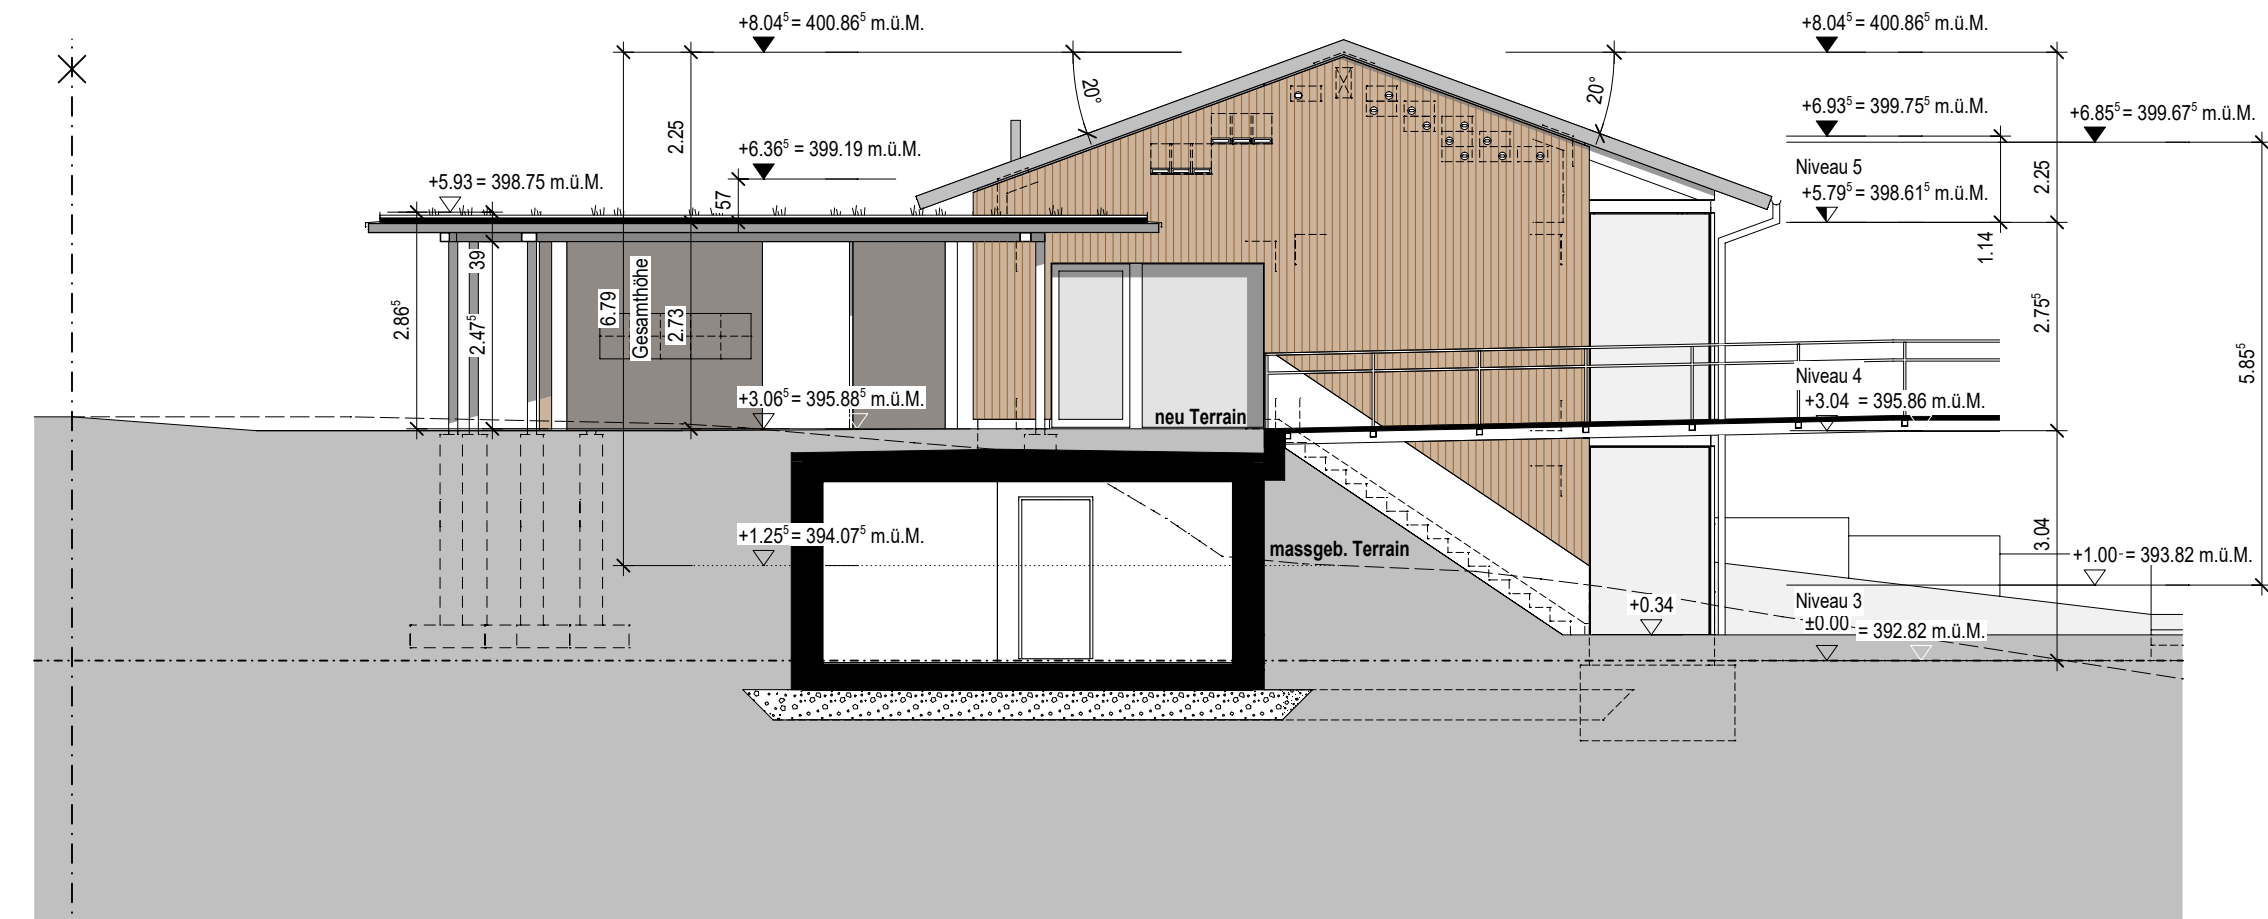 +8.04⁵ = 400.86⁵ m.ü.M.
+8.04⁵ = 400.86⁵ m.ü.M.
20°
20°
2.25
+6.93⁵ = 399.75⁵ m.ü.M.
+6.85⁵ = 399.67⁵ m.ü.M.
+6.36⁵ = 399.19 m.ü.M.
+5.93 = 398.75 m.ü.M.
57
Niveau 5
+5.79⁵ = 398.61⁵ m.ü.M.
2.25
1.14
39
2.86⁵
2.47⁵
6.79
Gesamthöhe
2.73
2.75⁵
5.85⁵
+3.06⁵ = 395.88⁵ m.ü.M.
neu Terrain
Niveau 4
+3.04 = 395.86 m.ü.M.
+1.25⁵ = 394.07⁵ m.ü.M.
massgeb. Terrain
3.04
+1.00 = 393.82 m.ü.M.
+0.34
Niveau 3
±0.00 = 392.82 m.ü.M.